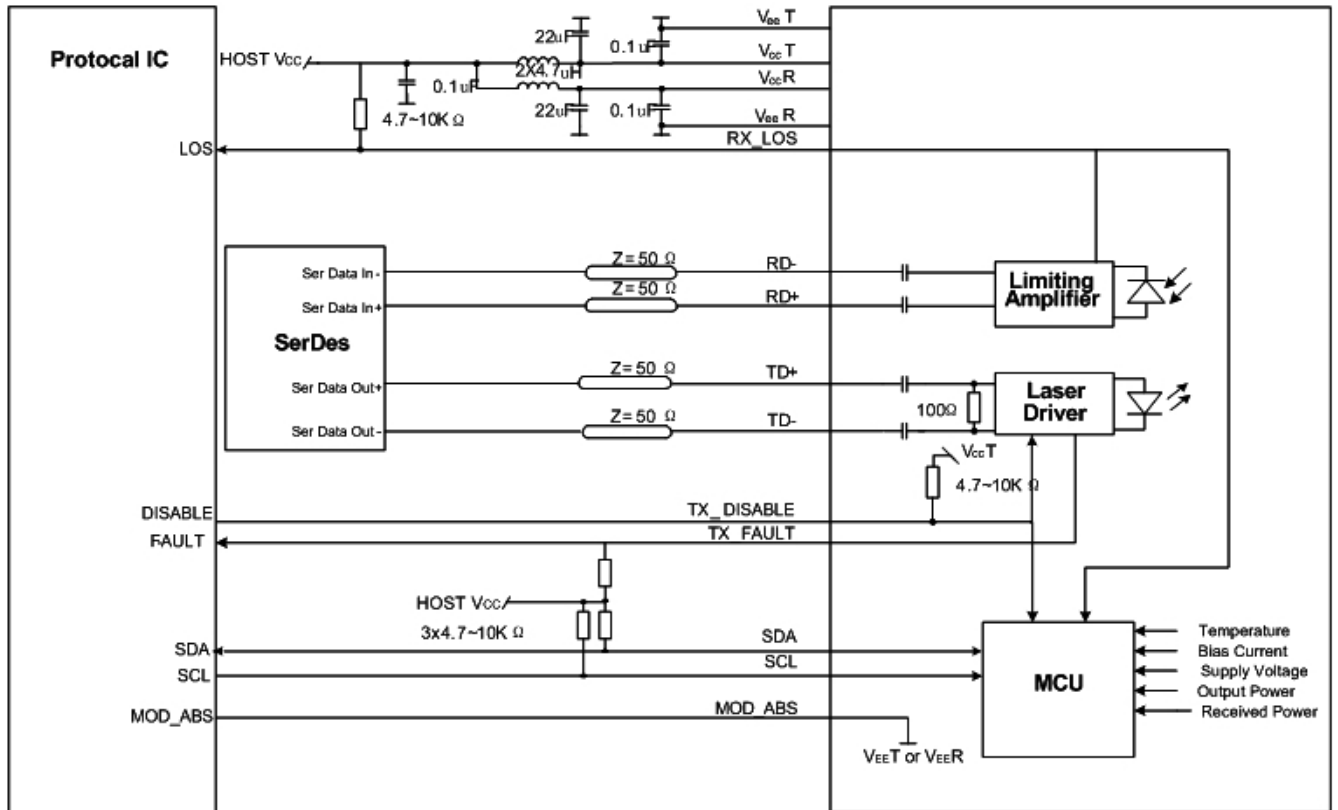 Protocal IC
HOST Vcc
22uF
0.1uF
VeeT
VccT
2X4.7uH
VccR
0.1uF
22uF
0.1uF
VeeR
4.7~10K Ω
LOS
RX_LOS
Z=50 Ω
RD-
Ser Data In-
Z=50 Ω
RD+
Ser Data In+
Limiting
Amplifier
SerDes
Z=50 Ω
TD+
Ser Data Out+
Z=50 Ω
TD-
Ser Data Out-
100Ω
Laser
Driver
VccT
4.7~10K Ω
DISABLE
TX_DISABLE
FAULT
TX FAULT
HOST Vcc
3x4.7~10K Ω
SDA
SDA
SCL
SCL
MCU
Temperature
Bias Current
Supply Voltage
Output Power
Received Power
MOD_ABS
MOD_ABS
VEET or VEER